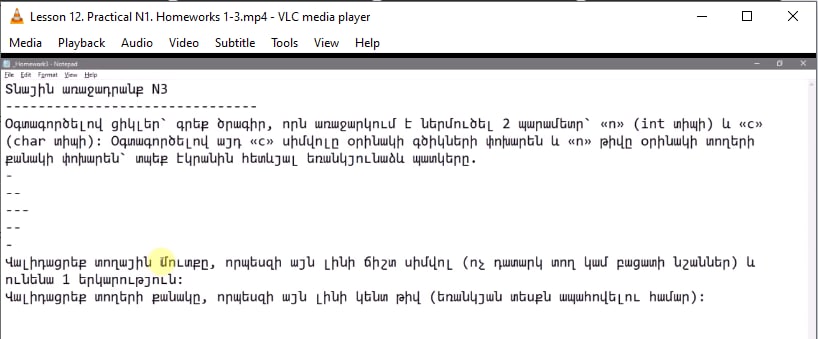 Lesson 12. Practical N1. Homeworks 1-3.mp4 - VLC media player
Media Playback Audio Video Subtitle Tools View Help
_Homework1 - Notepad
File Edit Format View Help
Տնային առաջադրանք N3
-------------------------------
Օգտագործելով ցիկլեր՝ գրեք ծրագիր, որն առաջարկում է ներմուծել 2 պարամետր՝ «n» (int տիպի) և «c»
(char տիպի): Օգտագործելով այդ «c» սիմվոլը օրինակի գծիկների փոխարեն և «n» թիվը օրինակի տողերի
քանակի փոխարեն՝ տպեք էկրանին հետևյալ եռանկյունաձև պատկերը.
-
--
---
--
-
Վալիդացրեք տողային մուտքը, որպեսզի այն լինի ճիշտ սիմվոլ (ոչ դատարկ տող կամ բացատի նշաններ) և
ունենա 1 երկարություն:
Վալիդացրեք տողերի քանակը, որպեսզի այն լինի կենտ թիվ (եռանկյան տեսքն ապահովելու համար):